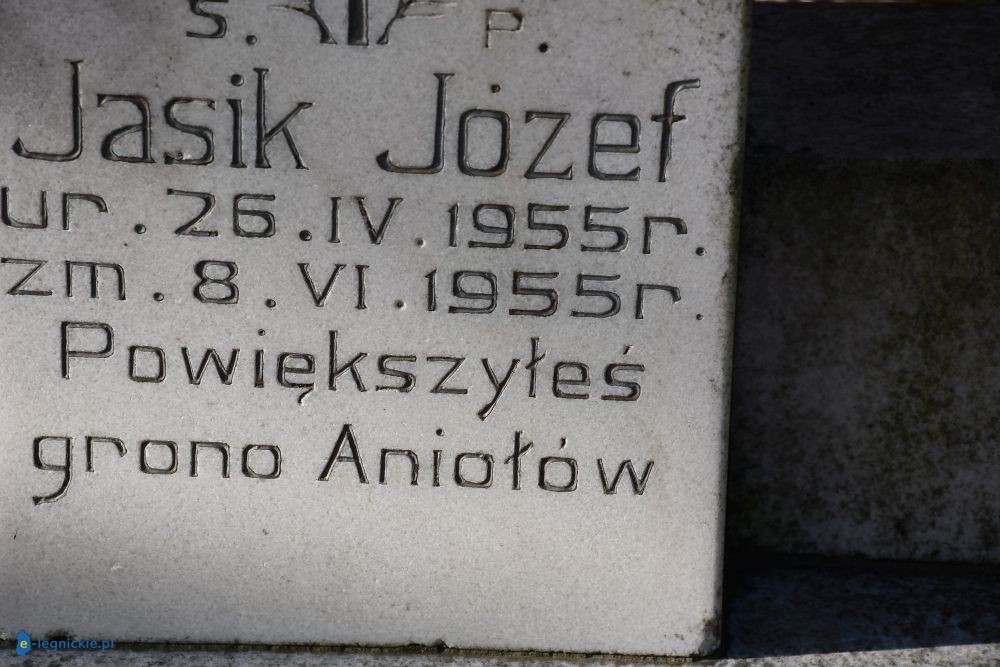 Ś. P.
Jasik Józef
ur. 26. IV. 1955 r.
zm. 8. VI. 1955 r.
Powiększyłeś
grono Aniołów
e-legnickie.pl